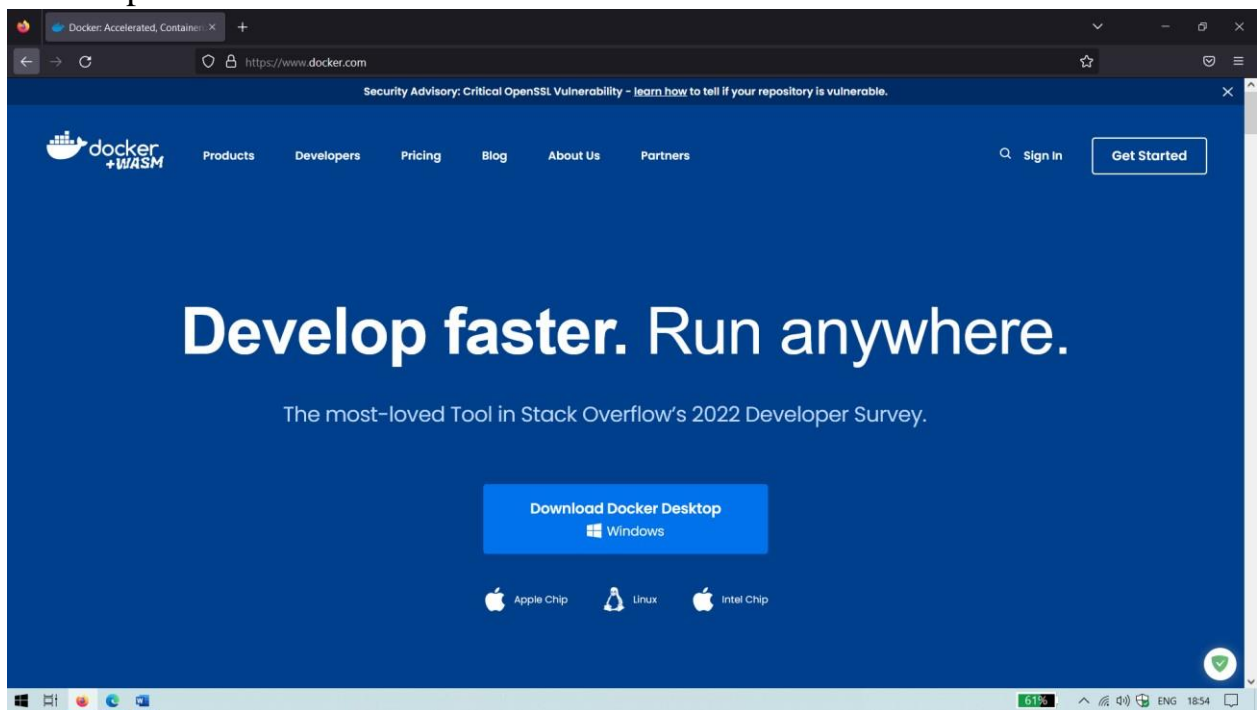 Docker: Accelerated, Container
https://www.docker.com
Security Advisory: Critical OpenSSL Vulnerability – learn how to tell if your repository is vulnerable.
docker
+WASM
Products Developers Pricing Blog About Us Partners Sign In Get Started
Develop faster. Run anywhere.
The most-loved Tool in Stack Overflow's 2022 Developer Survey.
Download Docker Desktop
Windows
Apple Chip Linux Intel Chip
61% ENG 18:54